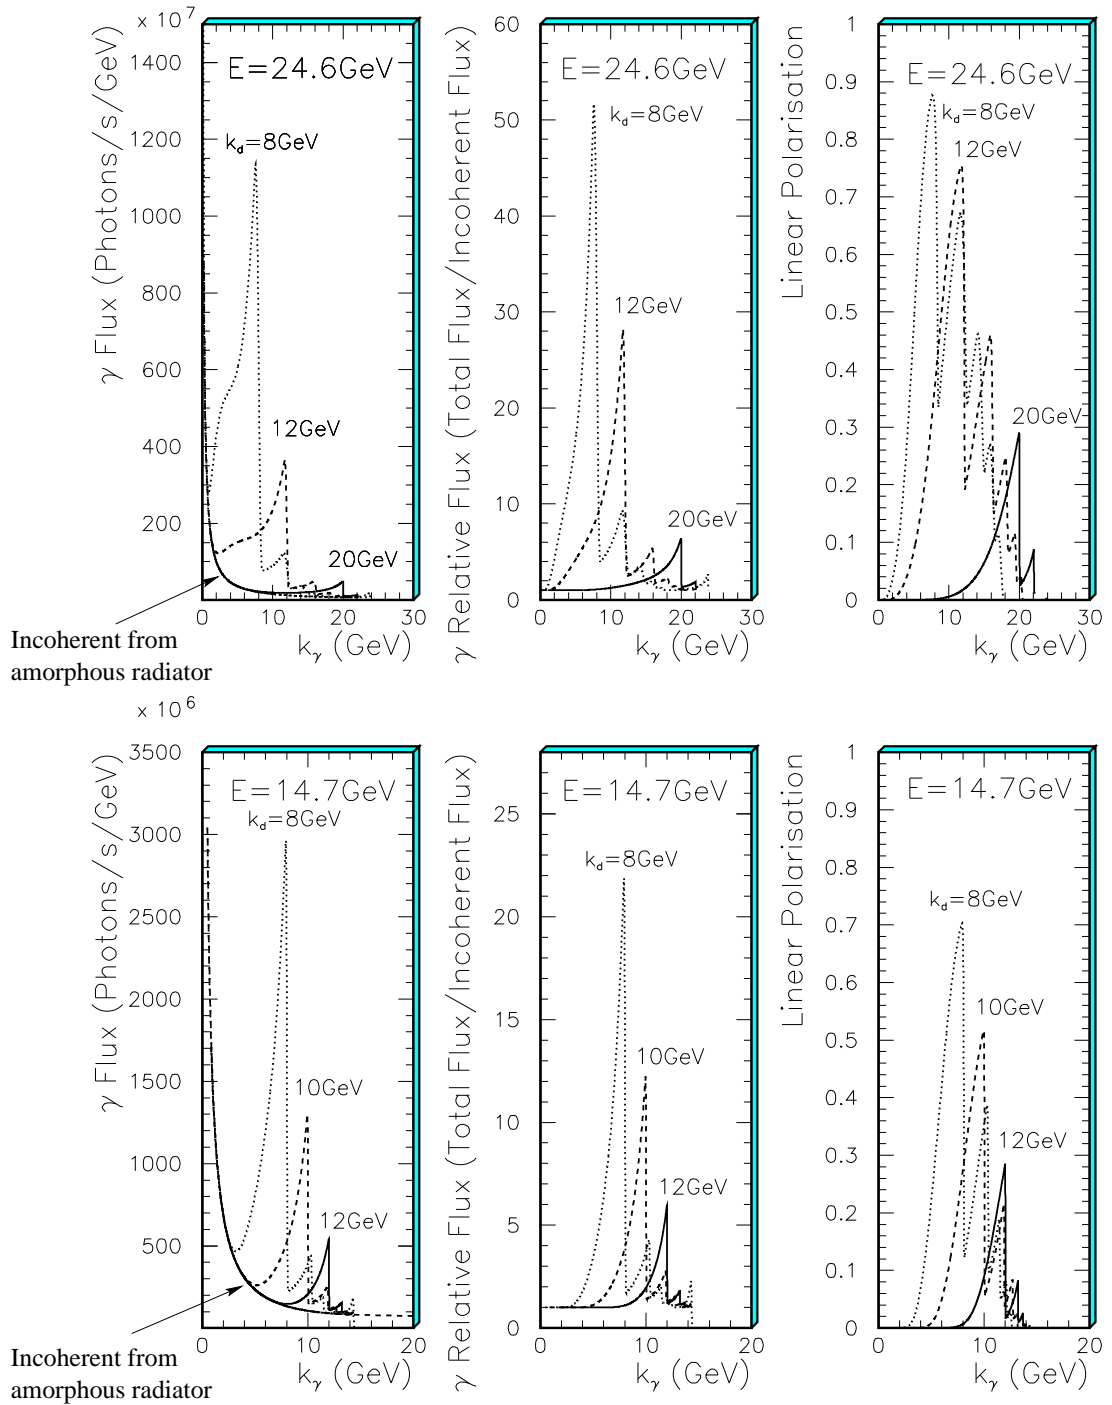 x 10⁷
γ Flux (Photons/s/GeV)
1400
1200
1000
800
600
400
200
E=24.6GeV
k_d=8GeV
12GeV
20GeV
0 10 20 30
k_γ (GeV)
Incoherent from
amorphous radiator
γ Relative Flux (Total Flux/Incoherent Flux)
60
50
40
30
20
10
0
E=24.6GeV
k_d=8GeV
12GeV
20GeV
0 10 20 30
k_γ (GeV)
Linear Polarisation
1
0.9
0.8
0.7
0.6
0.5
0.4
0.3
0.2
0.1
0
E=24.6GeV
k_d=8GeV
12GeV
20GeV
0 10 20 30
k_γ (GeV)
x 10⁶
γ Flux (Photons/s/GeV)
3500
3000
2500
2000
1500
1000
500
E=14.7GeV
k_d=8GeV
10GeV
12GeV
0 10 20
k_γ (GeV)
Incoherent from
amorphous radiator
γ Relative Flux (Total Flux/Incoherent Flux)
25
20
15
10
5
0
E=14.7GeV
k_d=8GeV
10GeV
12GeV
0 10 20
k_γ (GeV)
Linear Polarisation
1
0.9
0.8
0.7
0.6
0.5
0.4
0.3
0.2
0.1
0
E=14.7GeV
k_d=8GeV
10GeV
12GeV
0 10 20
k_γ (GeV)